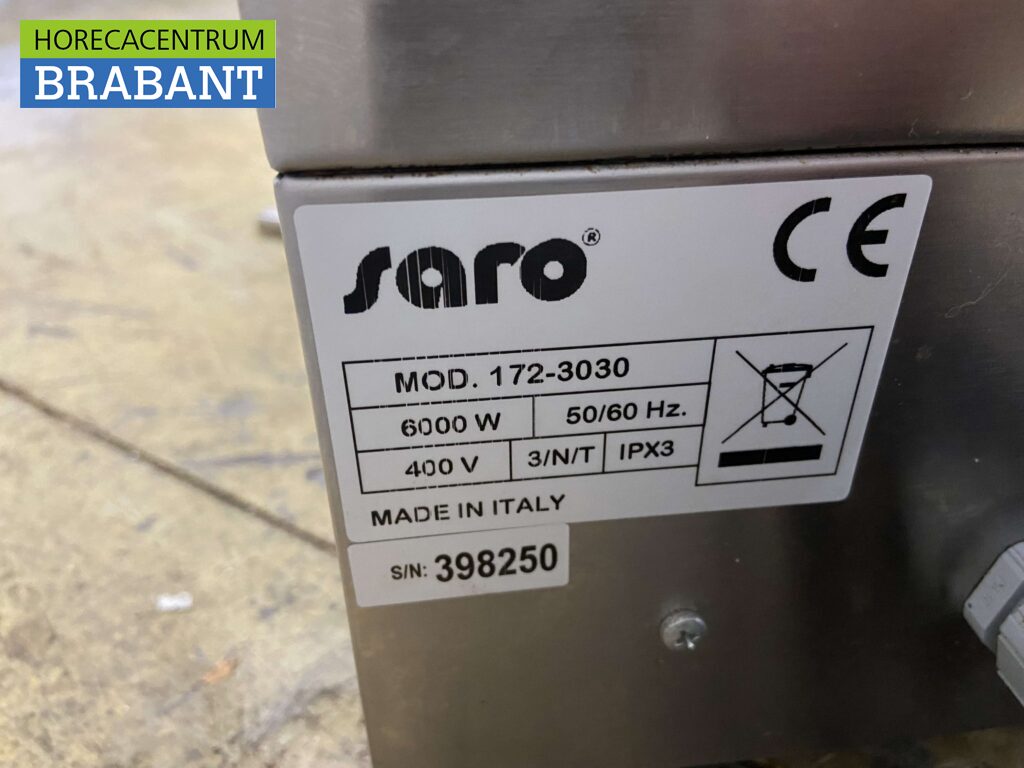 HORECACENTRUM
BRABANT
saro®
CE
MOD. 172-3030
6000 W 50/60 Hz.
400 V 3/N/T IPX3
MADE IN ITALY
S/N: 398250